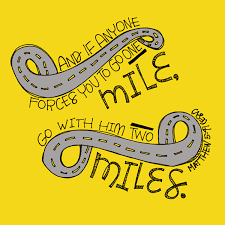 AND IF ANYONE
FORCES YOU TO GO ONE
MILE,
GO WITH HIM TWO
MILES.
MATTHEW 5:41